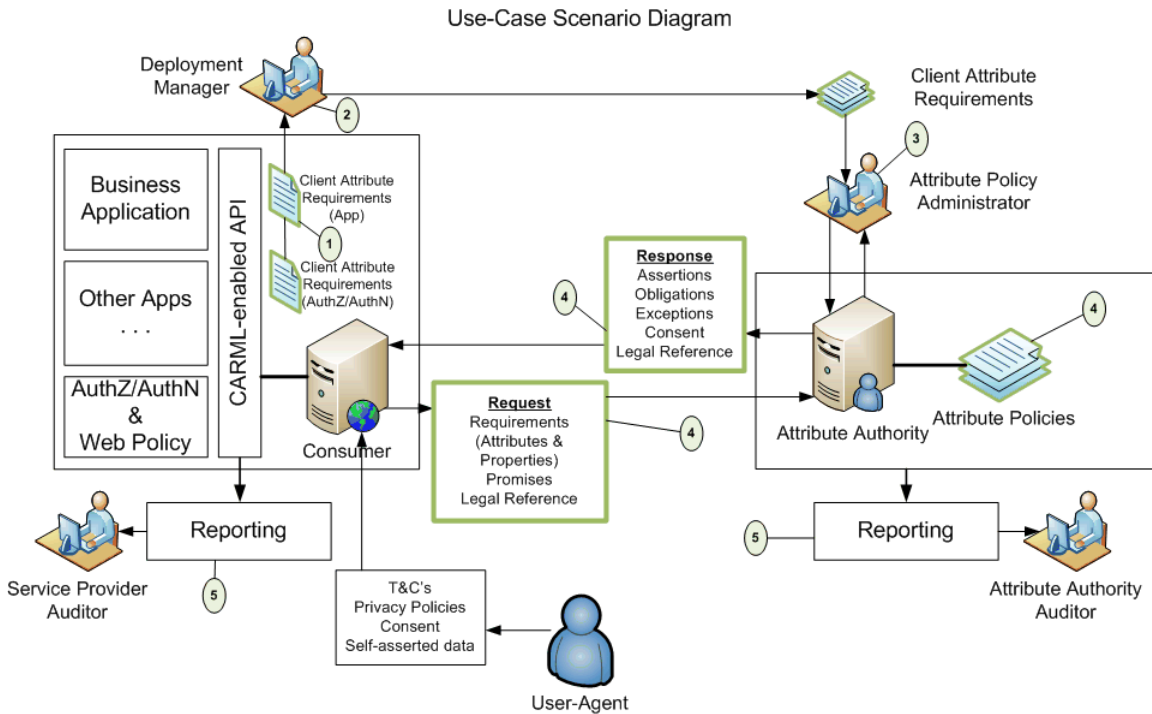 Use-Case Scenario Diagram
Deployment
Manager
2
Client Attribute
Requirements
3
Attribute Policy
Administrator
Business
Application
Other Apps
. . .
AuthZ/AuthN
&
Web Policy
CARML-enabled API
Client Attribute
Requirements
(App)
1
Client Attribute
Requirements
(AuthZ/AuthN)
Consumer
4
Response
Assertions
Obligations
Exceptions
Consent
Legal Reference
Request
Requirements
(Attributes &
Properties)
Promises
Legal Reference
4
Attribute Authority
4
Attribute Policies
Reporting
5
Service Provider
Auditor
T&C's
Privacy Policies
Consent
Self-asserted data
User-Agent
5
Reporting
Attribute Authority
Auditor